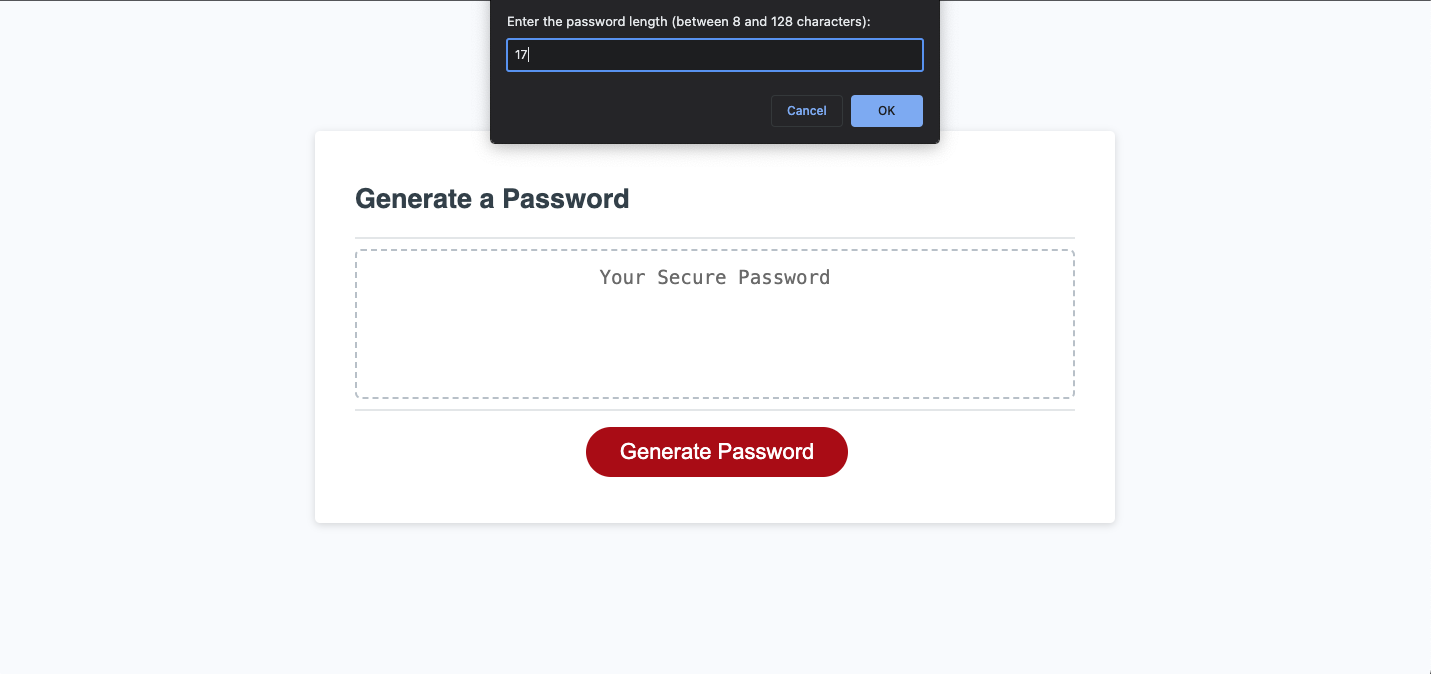 Enter the password length (between 8 and 128 characters):
17
Cancel
OK
Generate a Password
Your Secure Password
Generate Password